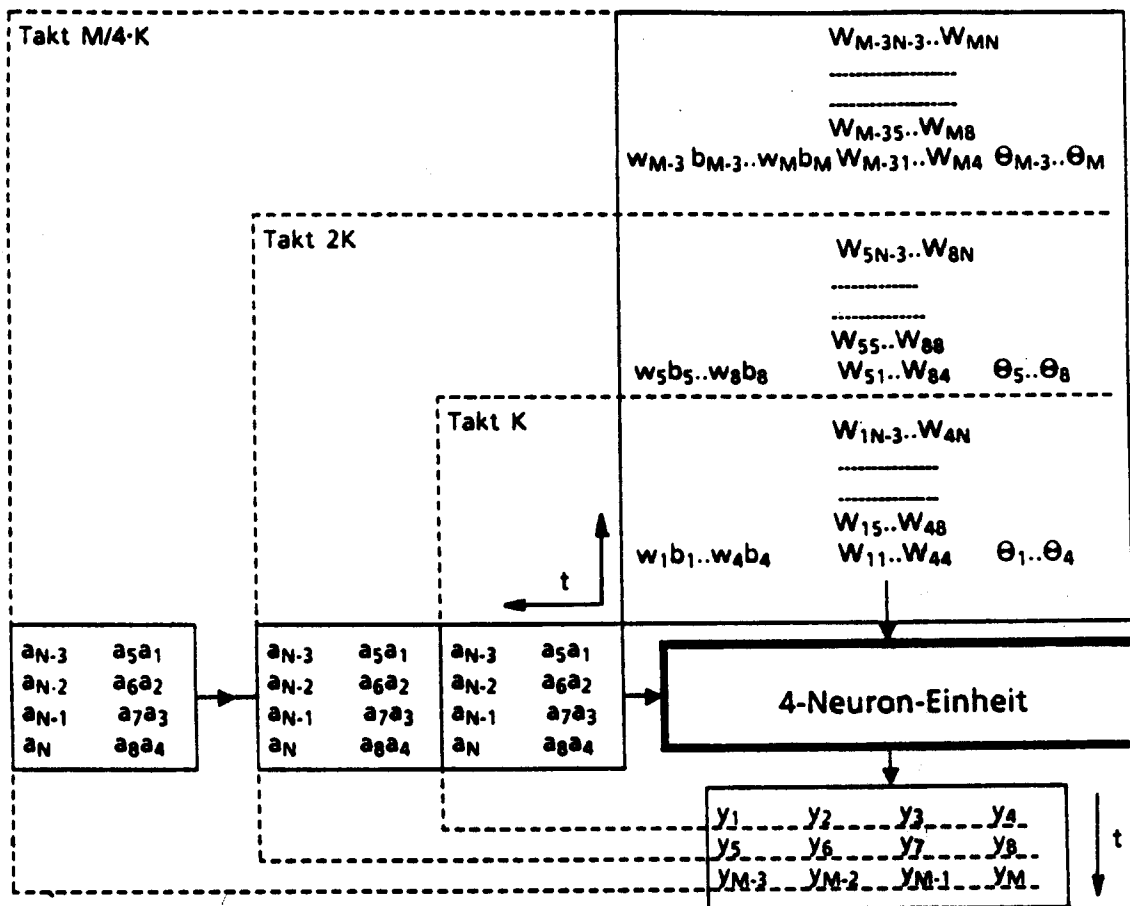 Takt M/4·K
W_M-3N-3..W_MN
W_M-35..W_M8
w_M-3 b_M-3..w_M b_M W_M-31..W_M4 Θ_M-3..Θ_M
Takt 2K
W_5N-3..W_8N
W_55..W_88
w_5b_5..w_8b_8 W_51..W_84 Θ_5..Θ_8
Takt K
W_1N-3..W_4N
W_15..W_48
w_1b_1..w_4b_4 W_11..W_44 Θ_1..Θ_4
t
a_N-3 a_5a_1 a_N-3 a_5a_1 a_N-3 a_5a_1
a_N-2 a_6a_2 a_N-2 a_6a_2 a_N-2 a_6a_2
a_N-1 a_7a_3 a_N-1 a_7a_3 a_N-1 a_7a_3
a_N a_8a_4 a_N a_8a_4 a_N a_8a_4
4-Neuron-Einheit
y_1 y_2 y_3 y_4
y_5 y_6 y_7 y_8
y_M-3 y_M-2 y_M-1 y_M
t